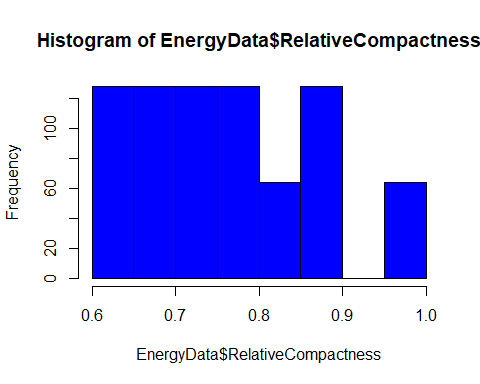 Histogram of EnergyData$RelativeCompactness
Frequency
100
60
20
0
0.6 0.7 0.8 0.9 1.0
EnergyData$RelativeCompactness